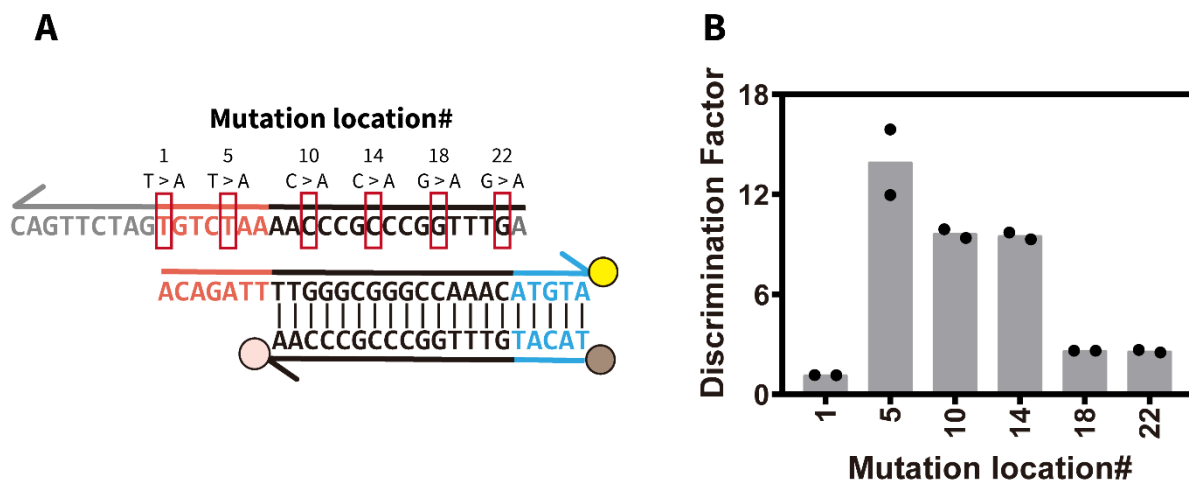 A
Mutation location#
1 5 10 14 18 22
T > A T > A C > A C > A G > A G > A
CAGTTCTAGTGTCTAAAACCCGCCCGGTTTGA
ACAGATTTTGGGCGGGCCAAACATGTA
AACCCGCCCGGTTTGTACAT
B
Discrimination Factor
18
12
6
0
1 5 10 14 18 22
Mutation location#